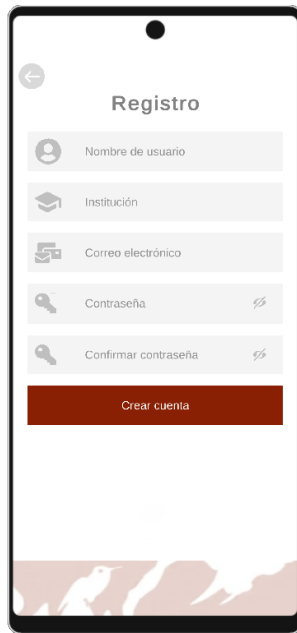 Registro
Nombre de usuario
Institución
Correo electrónico
Contraseña
Confirmar contraseña
Crear cuenta